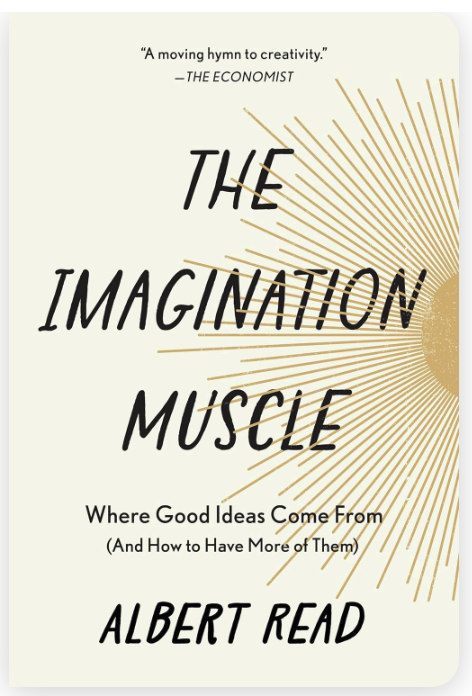 “A moving hymn to creativity.”
—THE ECONOMIST
THE
IMAGINATION
MUSCLE
Where Good Ideas Come From
(And How to Have More of Them)
ALBERT READ